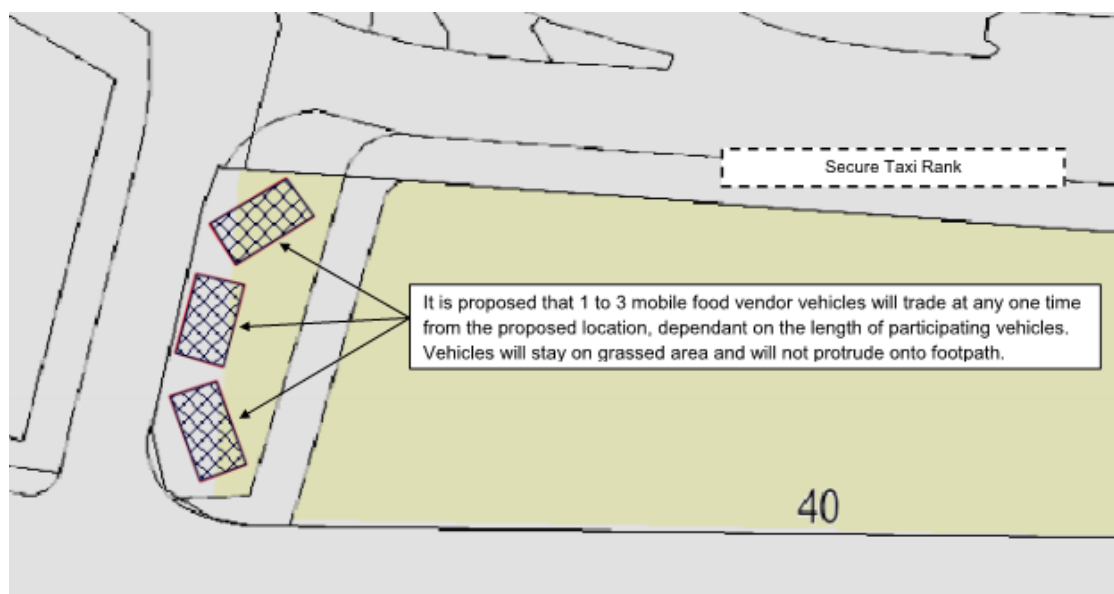 Secure Taxi Rank
It is proposed that 1 to 3 mobile food vendor vehicles will trade at any one time
from the proposed location, dependant on the length of participating vehicles.
Vehicles will stay on grassed area and will not protrude onto footpath.
40